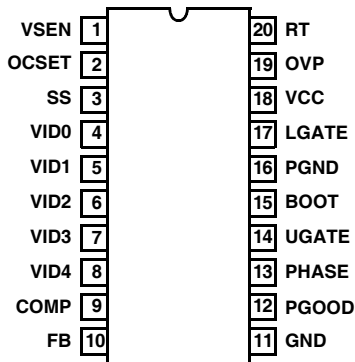 VSEN 1 20 RT
OCSET 2 19 OVP
SS 3 18 VCC
VID0 4 17 LGATE
VID1 5 16 PGND
VID2 6 15 BOOT
VID3 7 14 UGATE
VID4 8 13 PHASE
COMP 9 12 PGOOD
FB 10 11 GND